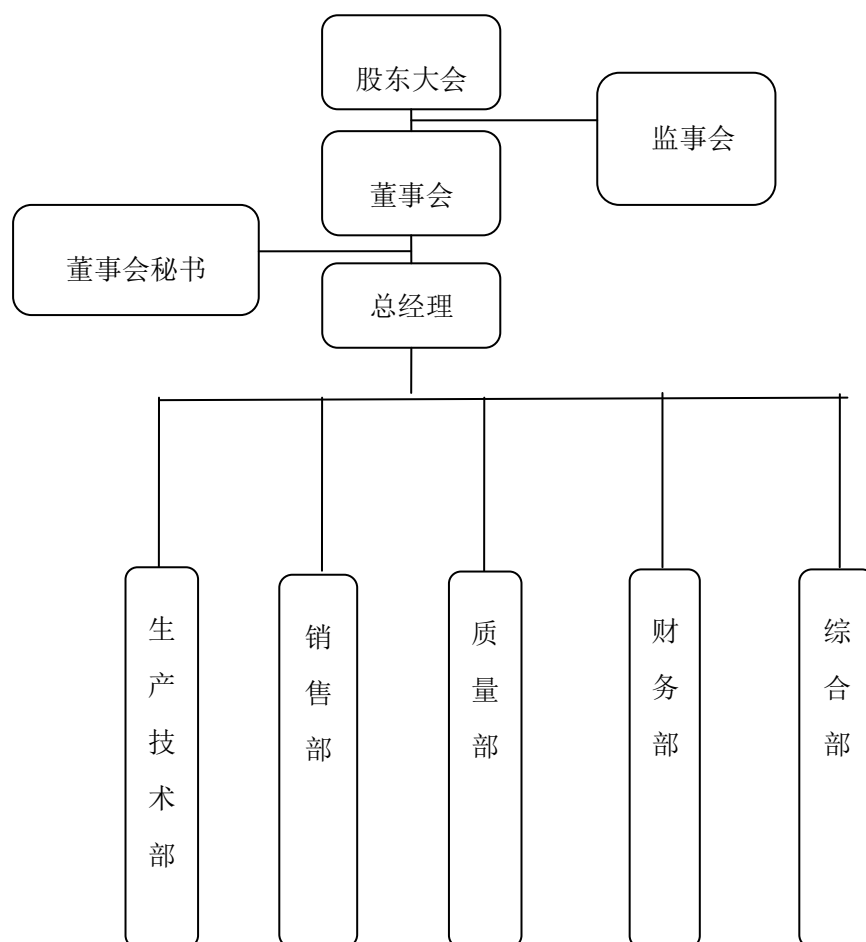 股东大会
监事会
董事会
董事会秘书
总经理
生产技术部
销售部
质量部
财务部
综合部